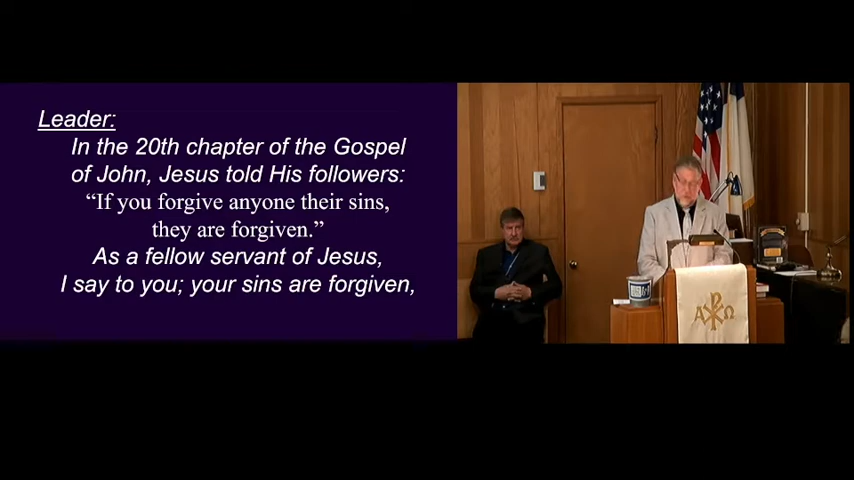 Leader:
In the 20th chapter of the Gospel
of John, Jesus told His followers:
“If you forgive anyone their sins,
they are forgiven.”
As a fellow servant of Jesus,
I say to you; your sins are forgiven,
Α Ω